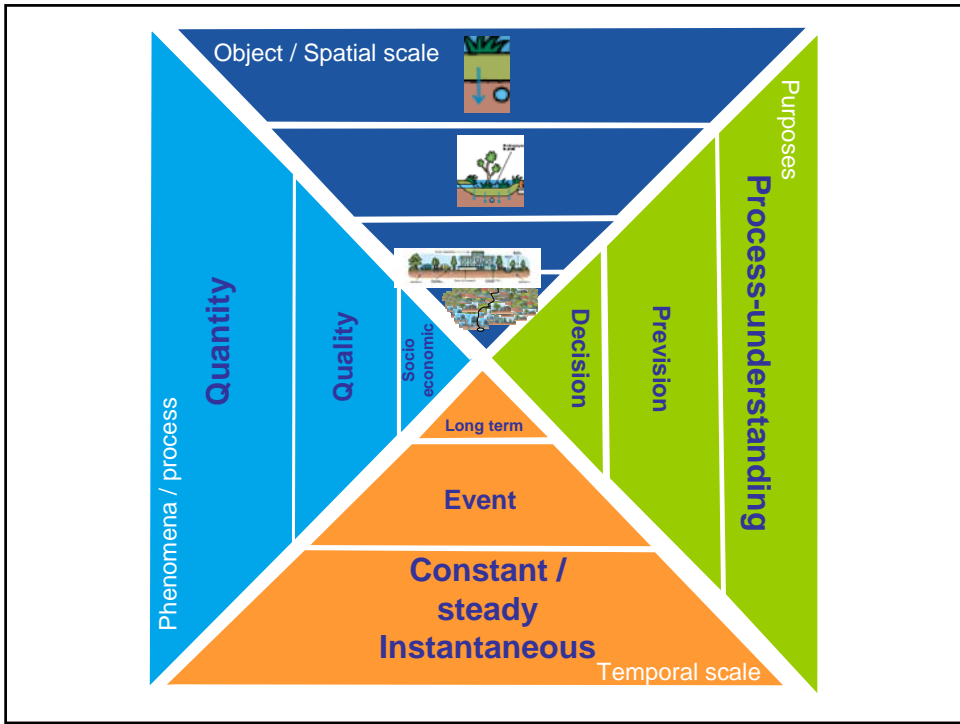 Object / Spatial scale
Purposes
Process-understanding
Prevision
Decision
Quantity
Quality
Socio
economic
Phenomena / process
Long term
Event
Constant /
steady
Instantaneous
Temporal scale